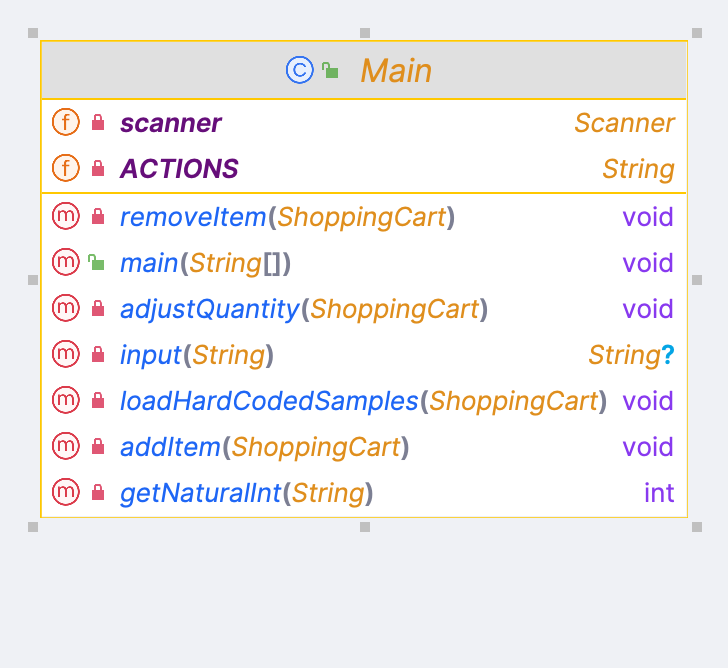 © Main
f scanner Scanner
f ACTIONS String
m removeItem(ShoppingCart) void
m main(String[]) void
m adjustQuantity(ShoppingCart) void
m input(String) String?
m loadHardCodedSamples(ShoppingCart) void
m addItem(ShoppingCart) void
m getNaturalInt(String) int